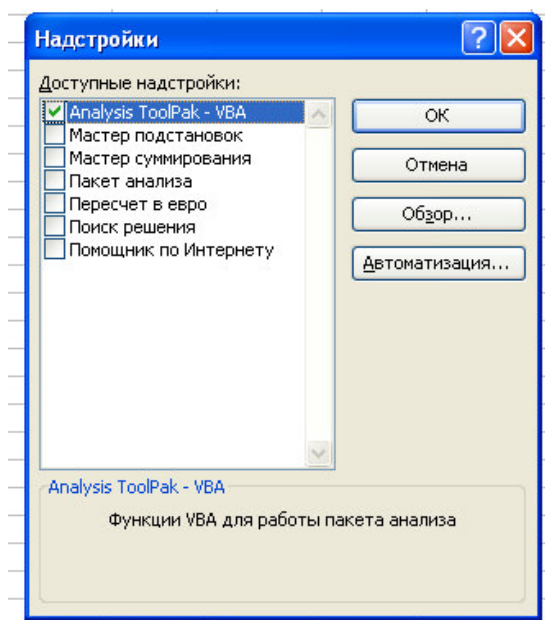 Надстройки
Доступные надстройки:
Analysis ToolPak - VBA
Мастер подстановок
Мастер суммирования
Пакет анализа
Пересчет в евро
Поиск решения
Помощник по Интернету
ОК
Отмена
Обзор...
Автоматизация...
Analysis ToolPak - VBA
Функции VBA для работы пакета анализа